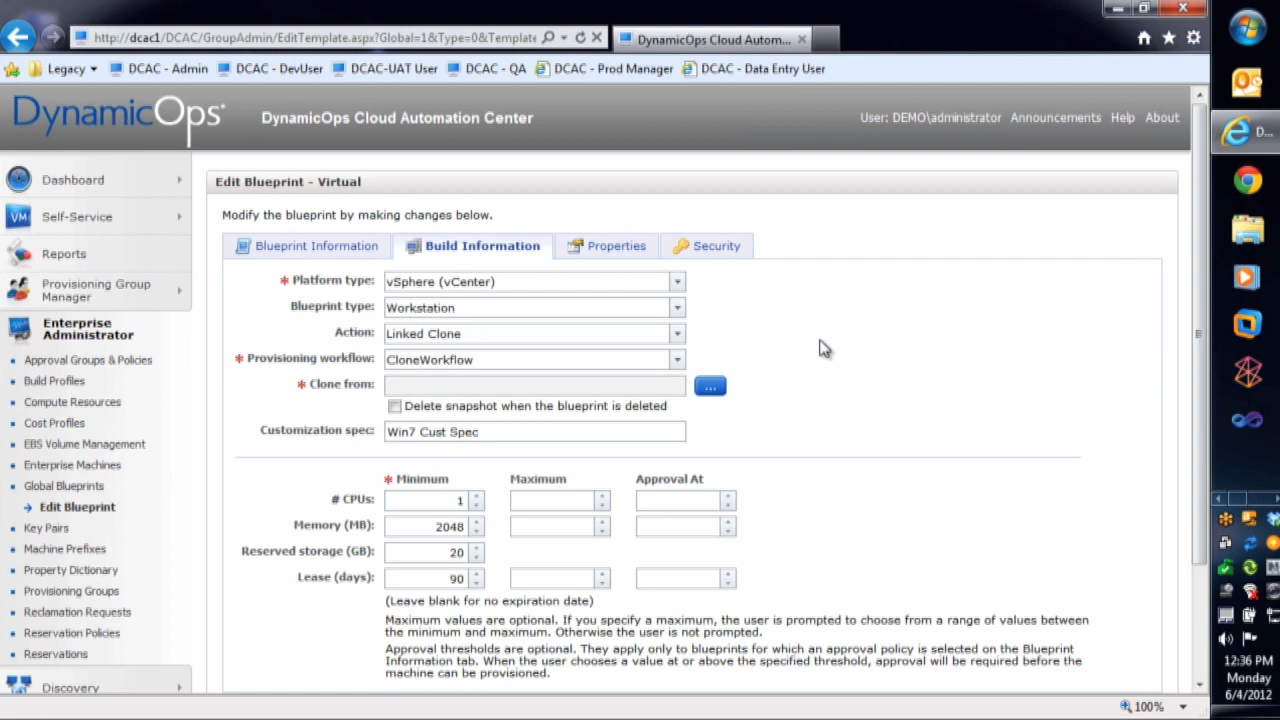 http://dcac1/DCAC/GroupAdmin/EditTemplate.aspx?Global=1&Type=0&Template
DynamicOps Cloud Autom...
Legacy
DCAC - Admin
DCAC - DevUser
DCAC-UAT User
DCAC - QA
DCAC - Prod Manager
DCAC - Data Entry User
DynamicOps
DynamicOps Cloud Automation Center
User: DEMO\administrator
Announcements
Help
About
Dashboard
VM
Self-Service
Reports
Provisioning Group
Manager
Enterprise
Administrator
Approval Groups & Policies
Build Profiles
Compute Resources
Cost Profiles
EBS Volume Management
Enterprise Machines
Global Blueprints
Edit Blueprint
Key Pairs
Machine Prefixes
Property Dictionary
Provisioning Groups
Reclamation Requests
Reservation Policies
Reservations
Discovery
Edit Blueprint - Virtual
Modify the blueprint by making changes below.
Blueprint Information
Build Information
Properties
Security
* Platform type: vSphere (vCenter)
Blueprint type: Workstation
Action: Linked Clone
* Provisioning workflow: CloneWorkflow
* Clone from: ...
Delete snapshot when the blueprint is deleted
Customization spec: Win7 Cust Spec
* Minimum Maximum Approval At
# CPUs: 1
Memory (MB): 2048
Reserved storage (GB): 20
Lease (days): 90
(Leave blank for no expiration date)
Maximum values are optional. If you specify a maximum, the user is prompted to choose from a range of values between
the minimum and maximum. Otherwise the user is not prompted.
Approval thresholds are optional. They apply only to blueprints for which an approval policy is selected on the Blueprint
Information tab. When the user chooses a value at or above the specified threshold, approval will be required before the
machine can be provisioned.
100%
D...
12:36 PM
Monday
6/4/2012